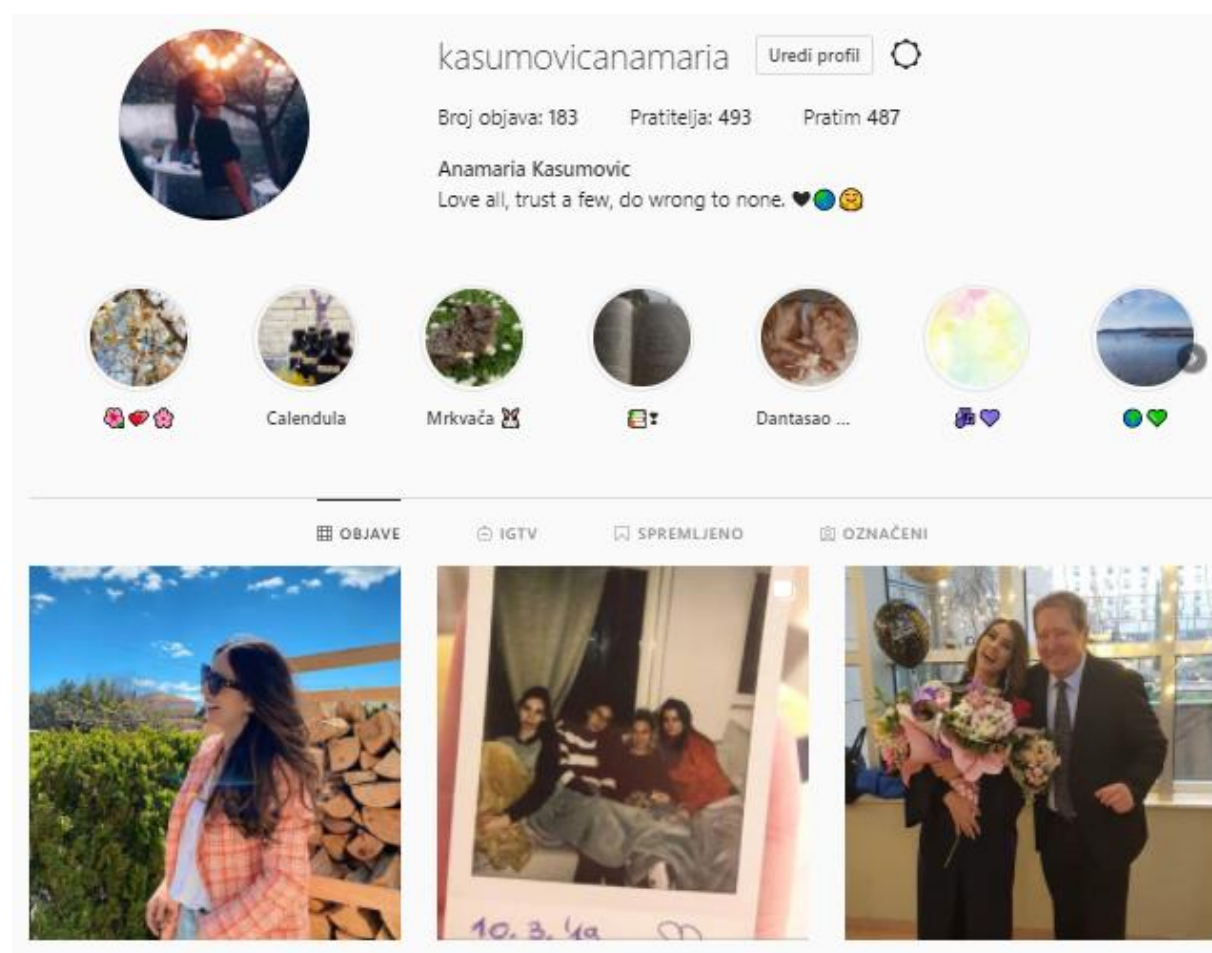 kasumovicanamaria Uredi profil
Broj objava: 183 Pratitelja: 493 Pratim 487
Anamaria Kasumovic
Love all, trust a few, do wrong to none. 🖤🌍🤗
Calendula Mrkvača Dantasao ...
OBJAVE IGTV SPREMLJENO OZNAČENI
10. 3. '19